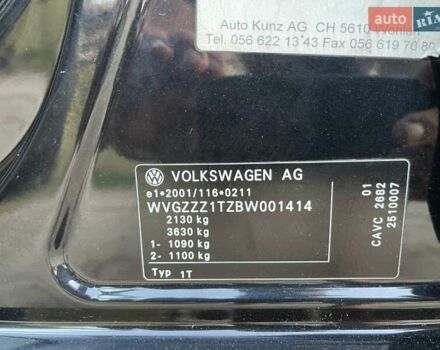 AUTO RIA
Auto Kunz AG CH 5610 Wohlen
Tel. 056 622 13 43 Fax 056 619 70 80
VOLKSWAGEN AG
e1*2001/116*0211
WVGZZZ1TZBW001414
2130 kg
3630 kg
1- 1090 kg
2- 1100 kg
Typ 1T
01
CAVC 2682
2510007